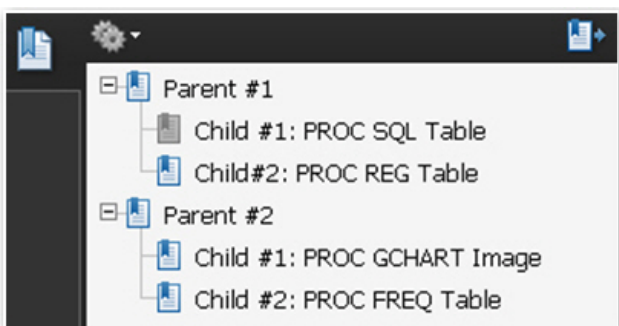 Parent #1
Child #1: PROC SQL Table
Child#2: PROC REG Table
Parent #2
Child #1: PROC GCHART Image
Child #2: PROC FREQ Table